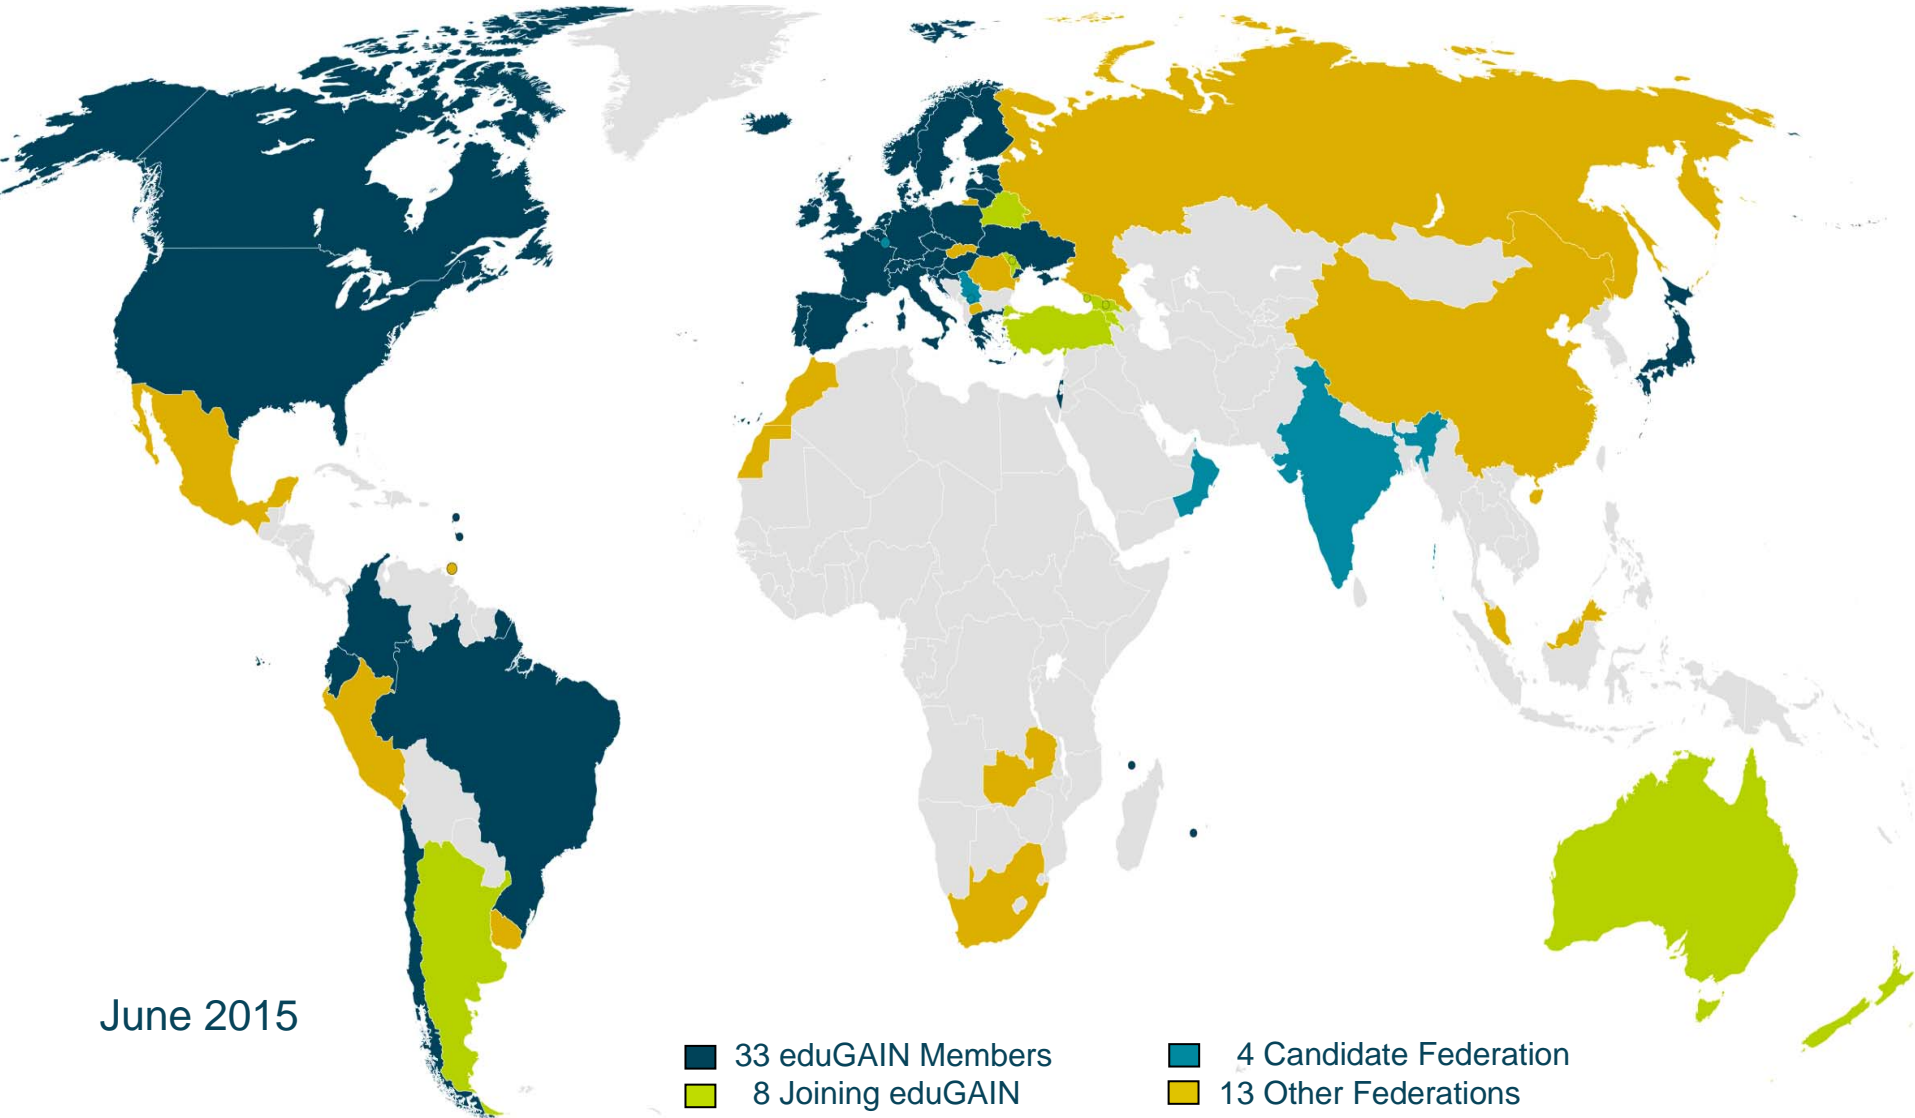 June 2015
33 eduGAIN Members
8 Joining eduGAIN
4 Candidate Federation
13 Other Federations